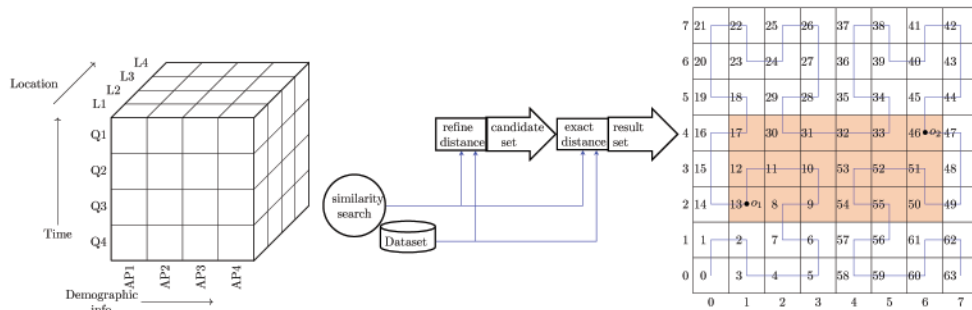 Location
L4
L3
L2
L1
Q1
Q2
Q3
Q4
Time
AP1
AP2
AP3
AP4
Demographic
info
refine
distance
candidate
set
exact
distance
result
set
similarity
search
Dataset
7 21 22 25 26 37 38 41 42
6 20 23 24 27 36 39 40 43
5 19 18 29 28 35 34 45 44
4 16 17 30 31 32 33 46 o2 47
3 15 12 11 10 53 52 51 48
2 14 13 o1 8 9 54 55 50 49
1 1 2 7 6 57 56 61 62
0 0 3 4 5 58 59 60 63
0 1 2 3 4 5 6 7